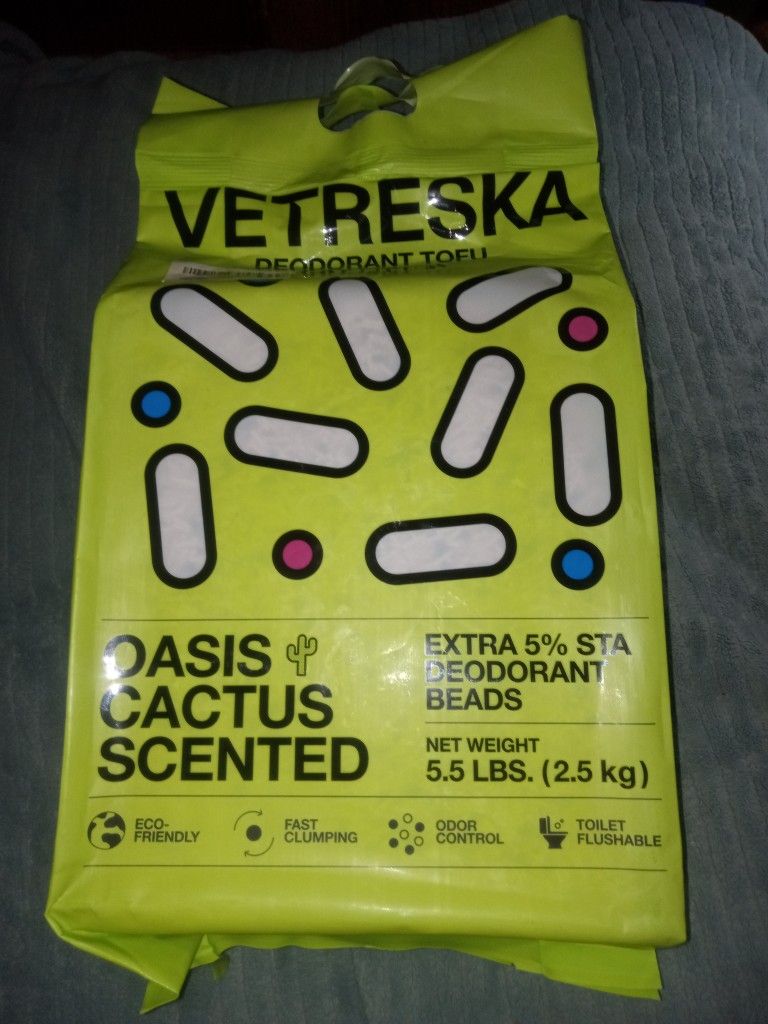 VETRESKA
DEODORANT TOFU
OASIS
CACTUS
SCENTED
EXTRA 5% STA
DEODORANT
BEADS
NET WEIGHT
5.5 LBS. (2.5 kg)
ECO-
FRIENDLY
FAST
CLUMPING
ODOR
CONTROL
TOILET
FLUSHABLE